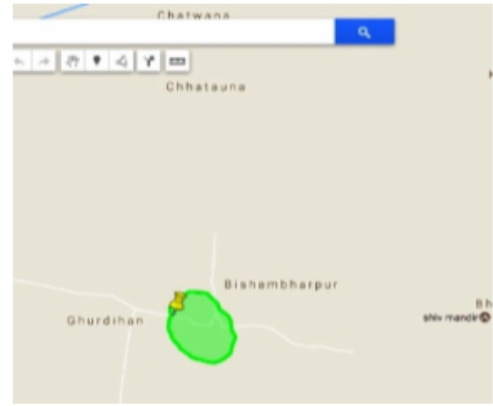 Chatwana
Chhatauna
Bishambharpur
Ghurdihan
Bh
shiv mandir